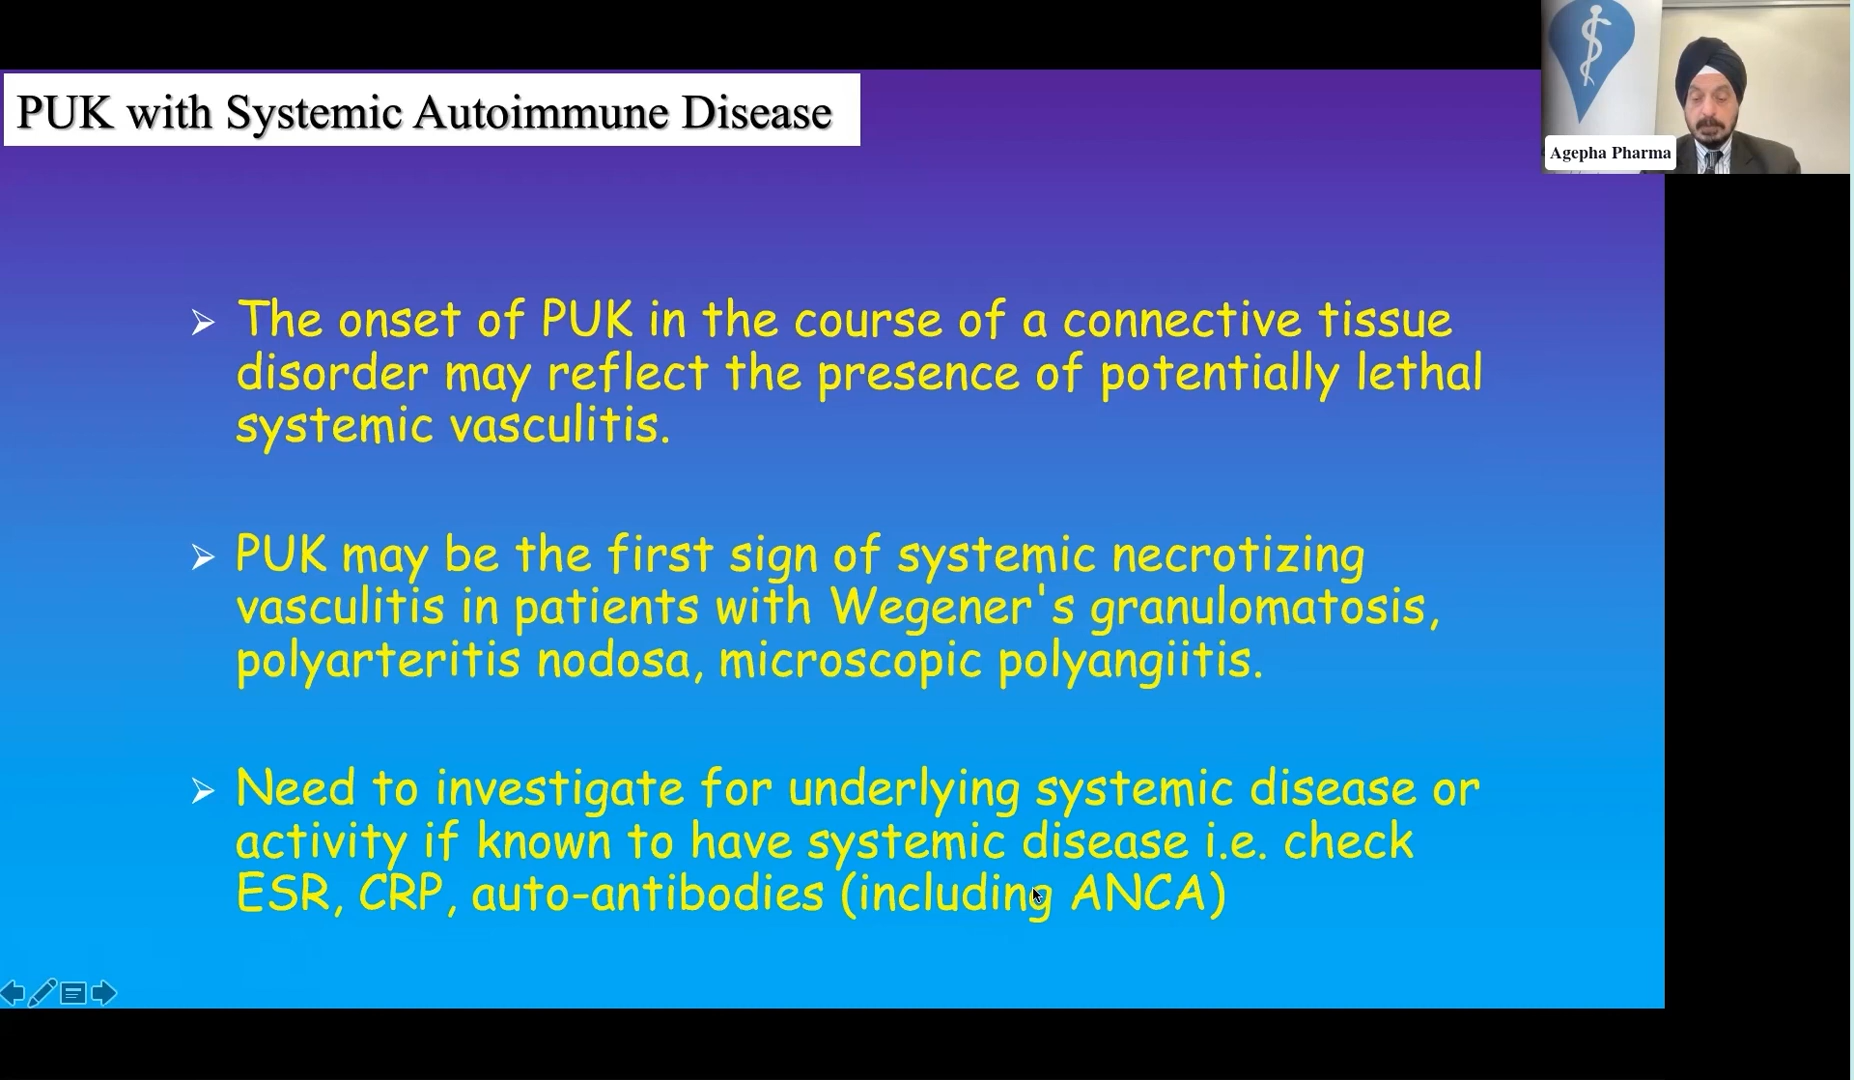 PUK with Systemic Autoimmune Disease
Agepha Pharma
The onset of PUK in the course of a connective tissue
disorder may reflect the presence of potentially lethal
systemic vasculitis.
PUK may be the first sign of systemic necrotizing
vasculitis in patients with Wegener's granulomatosis,
polyarteritis nodosa, microscopic polyangiitis.
Need to investigate for underlying systemic disease or
activity if known to have systemic disease i.e. check
ESR, CRP, auto-antibodies (including ANCA)